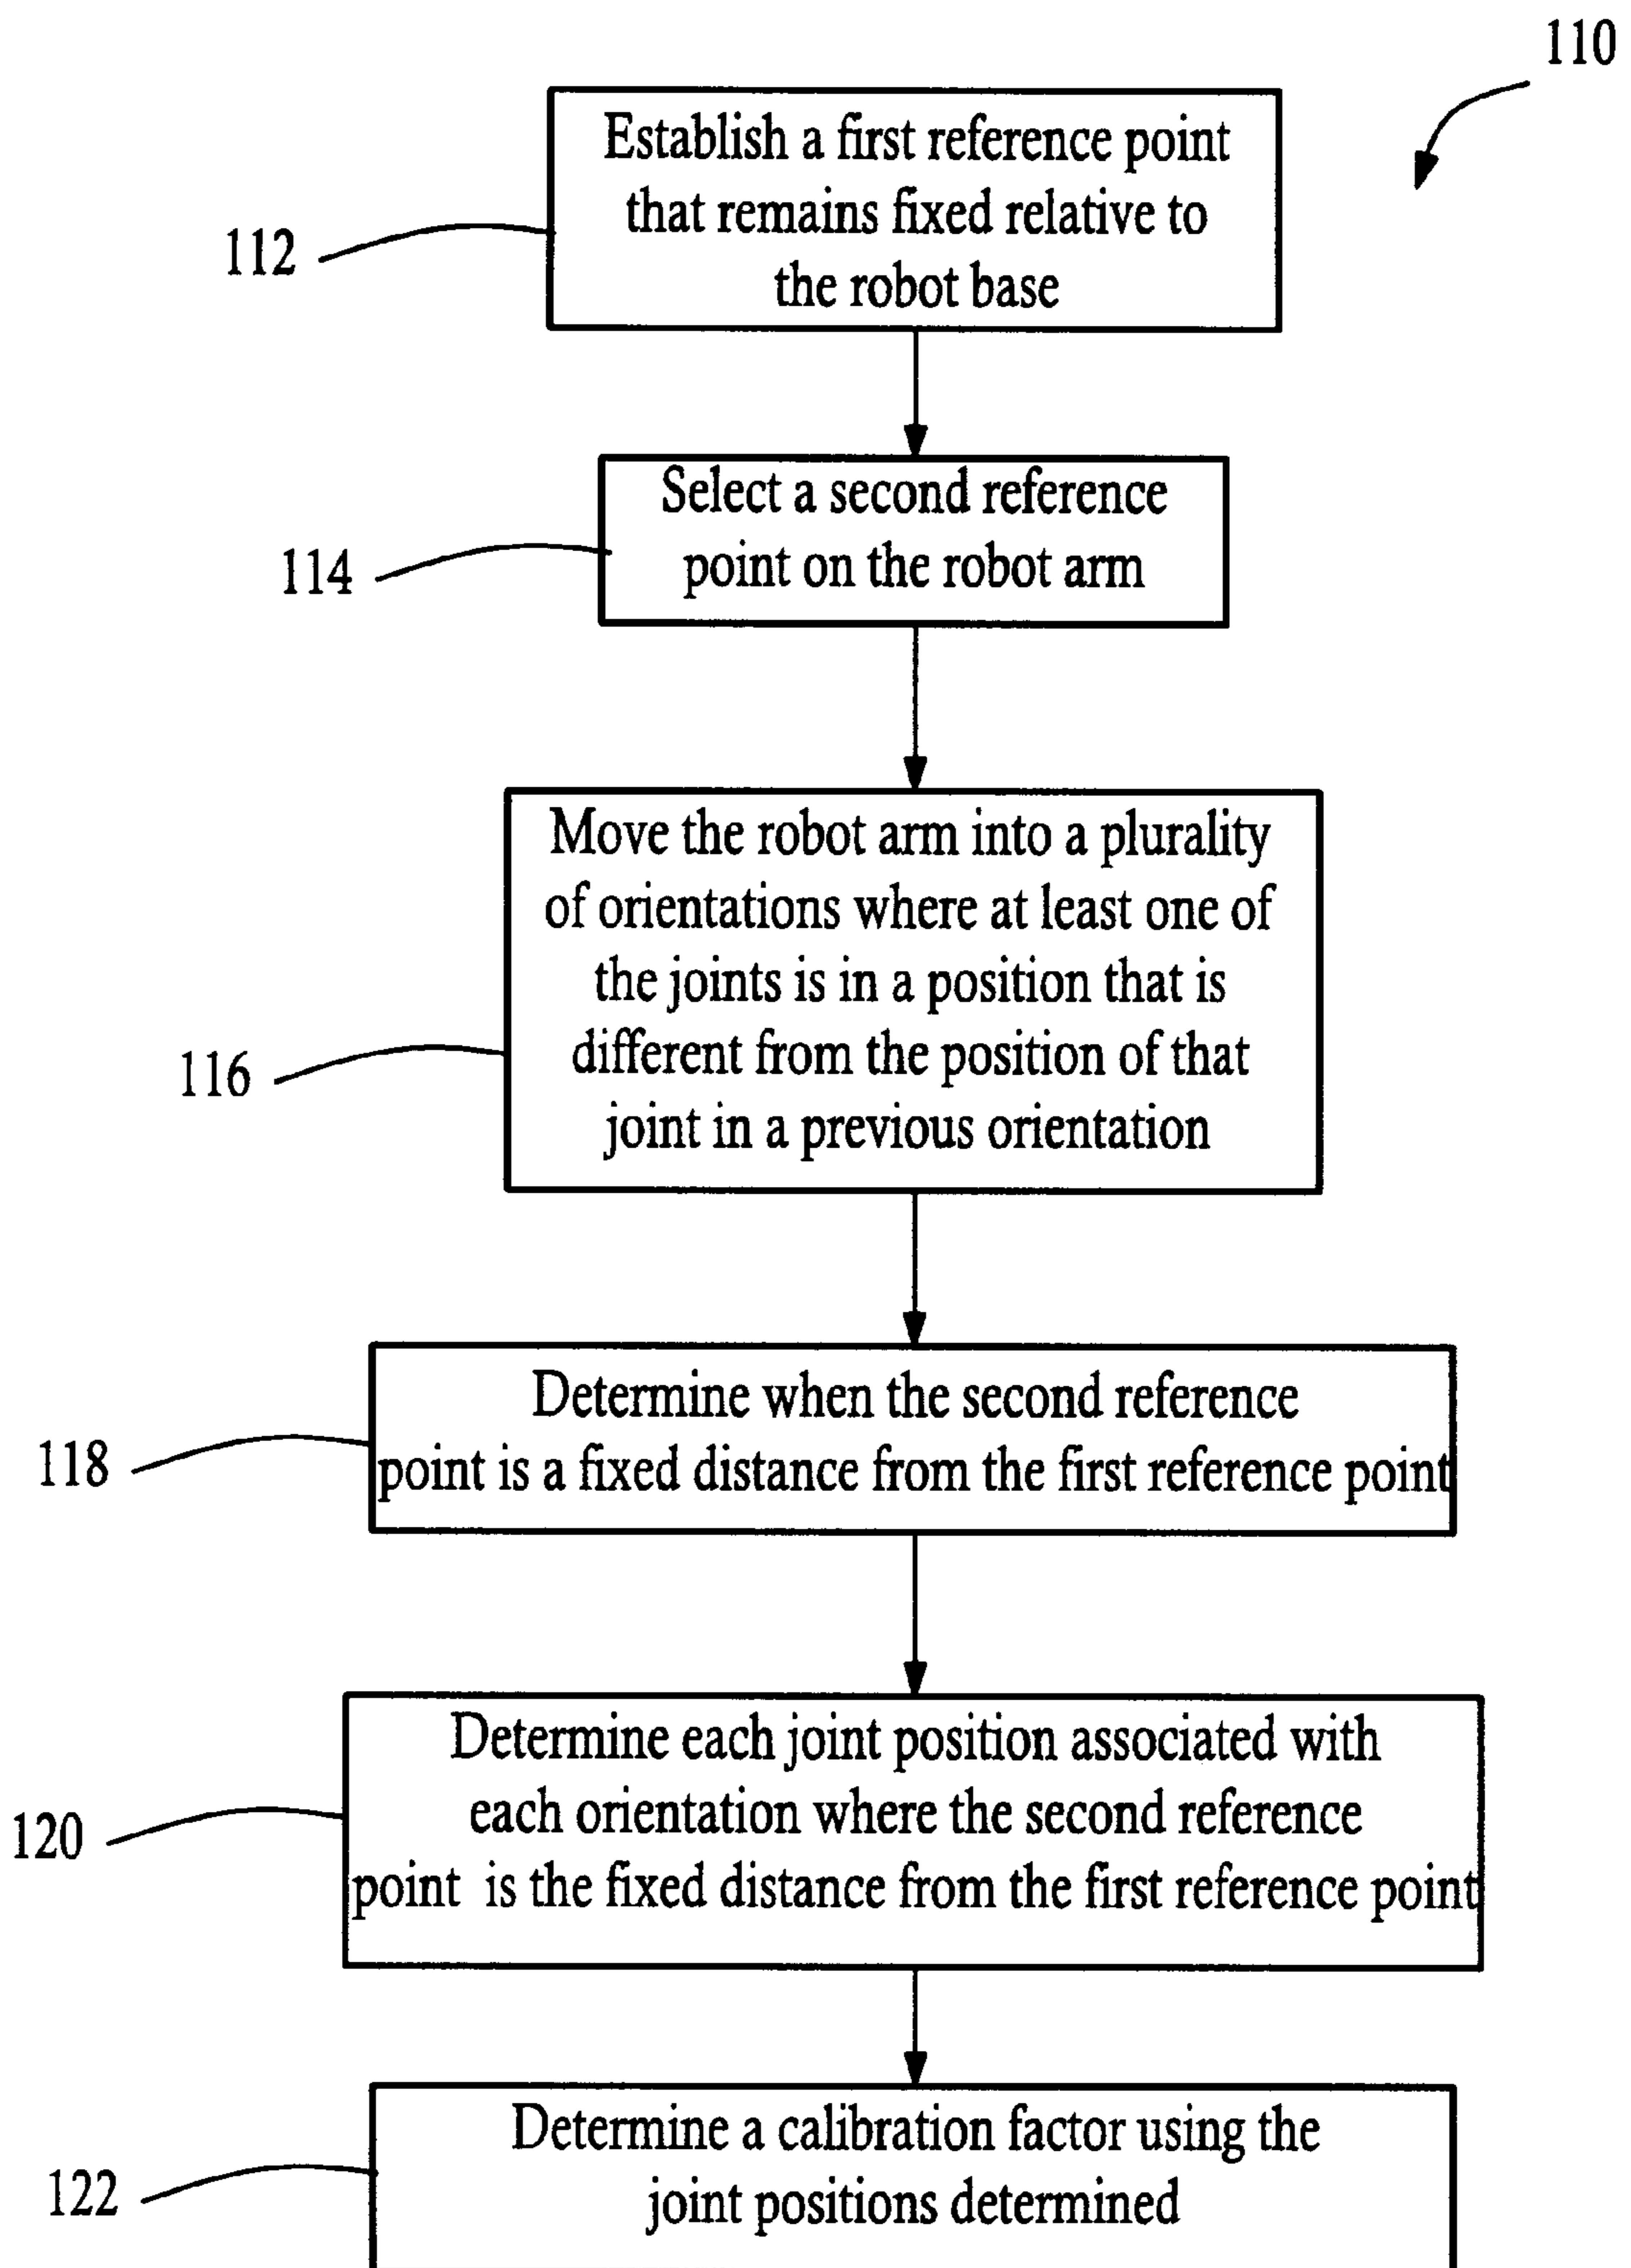 110
Establish a first reference point
that remains fixed relative to
the robot base
112
Select a second reference
point on the robot arm
114
Move the robot arm into a plurality
of orientations where at least one of
the joints is in a position that is
different from the position of that
joint in a previous orientation
116
Determine when the second reference
point is a fixed distance from the first reference point
118
Determine each joint position associated with
each orientation where the second reference
point is the fixed distance from the first reference point
120
Determine a calibration factor using the
joint positions determined
122